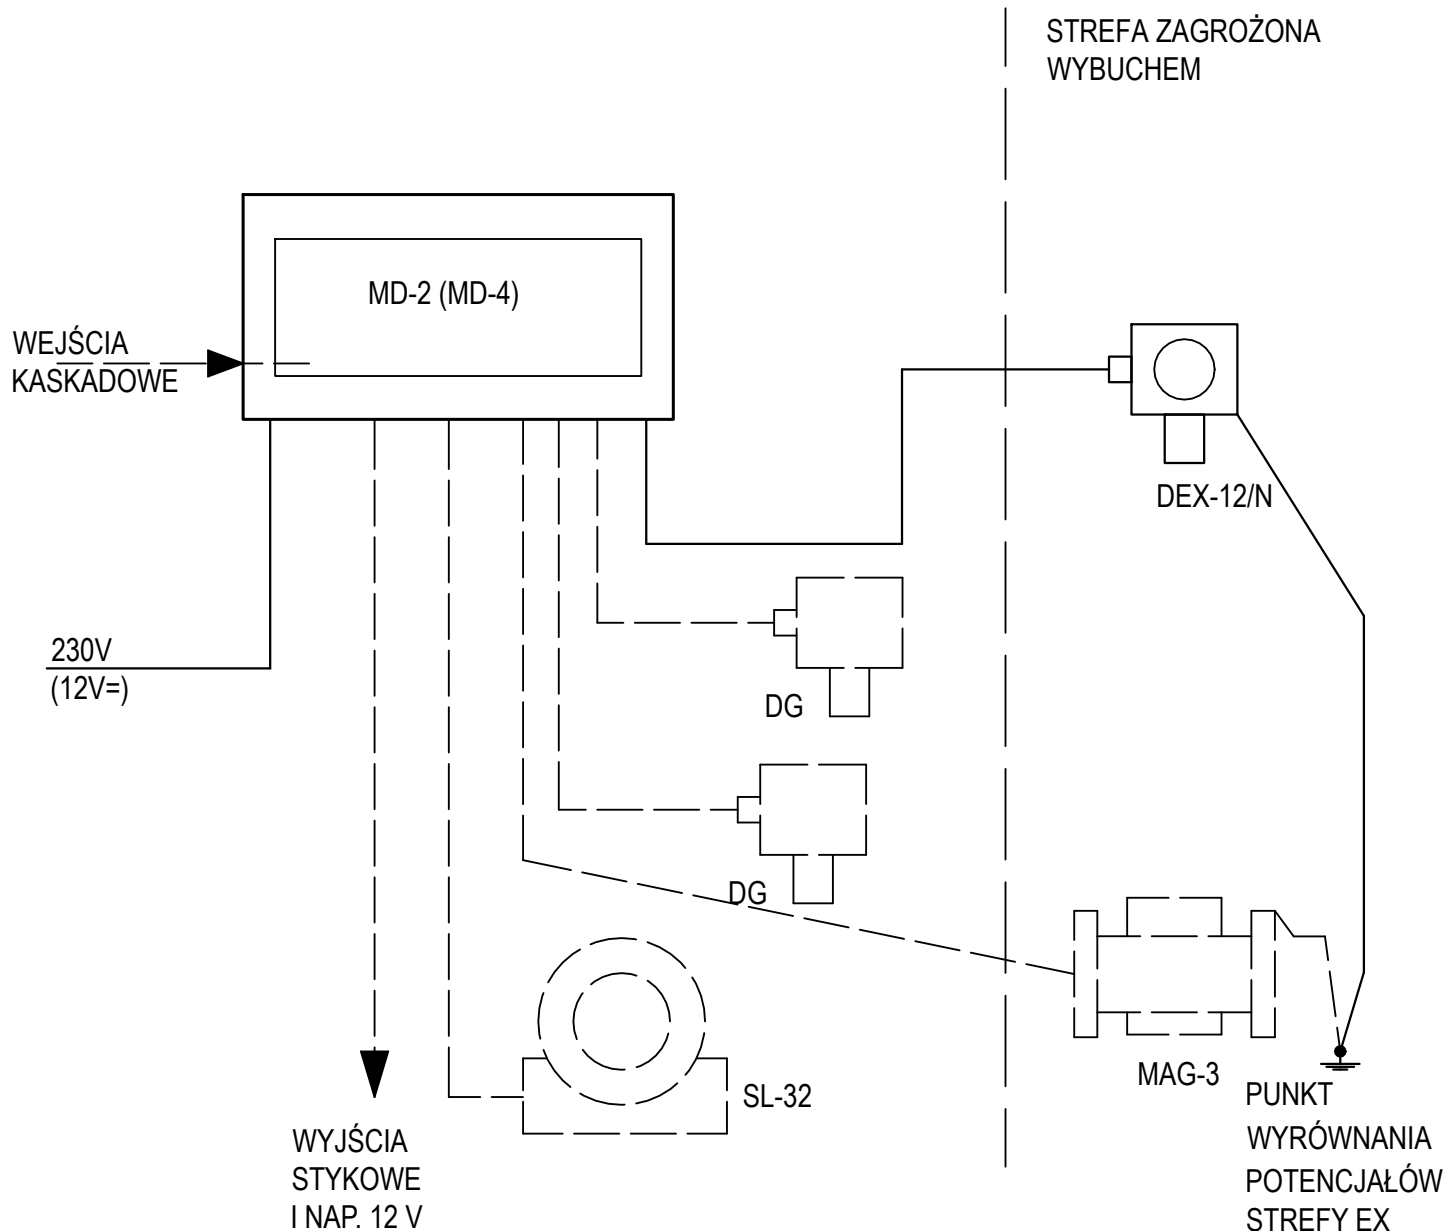 STREFA ZAGROŻONA
WYBUCHEM
MD-2 (MD-4)
WEJŚCIA
KASKADOWE
DEX-12/N
230V
(12V=)
DG
DG
MAG-3
SL-32
PUNKT
WYRÓWNANIA
POTENCJAŁÓW
STREFY EX
WYJŚCIA
STYKOWE
I NAP. 12 V